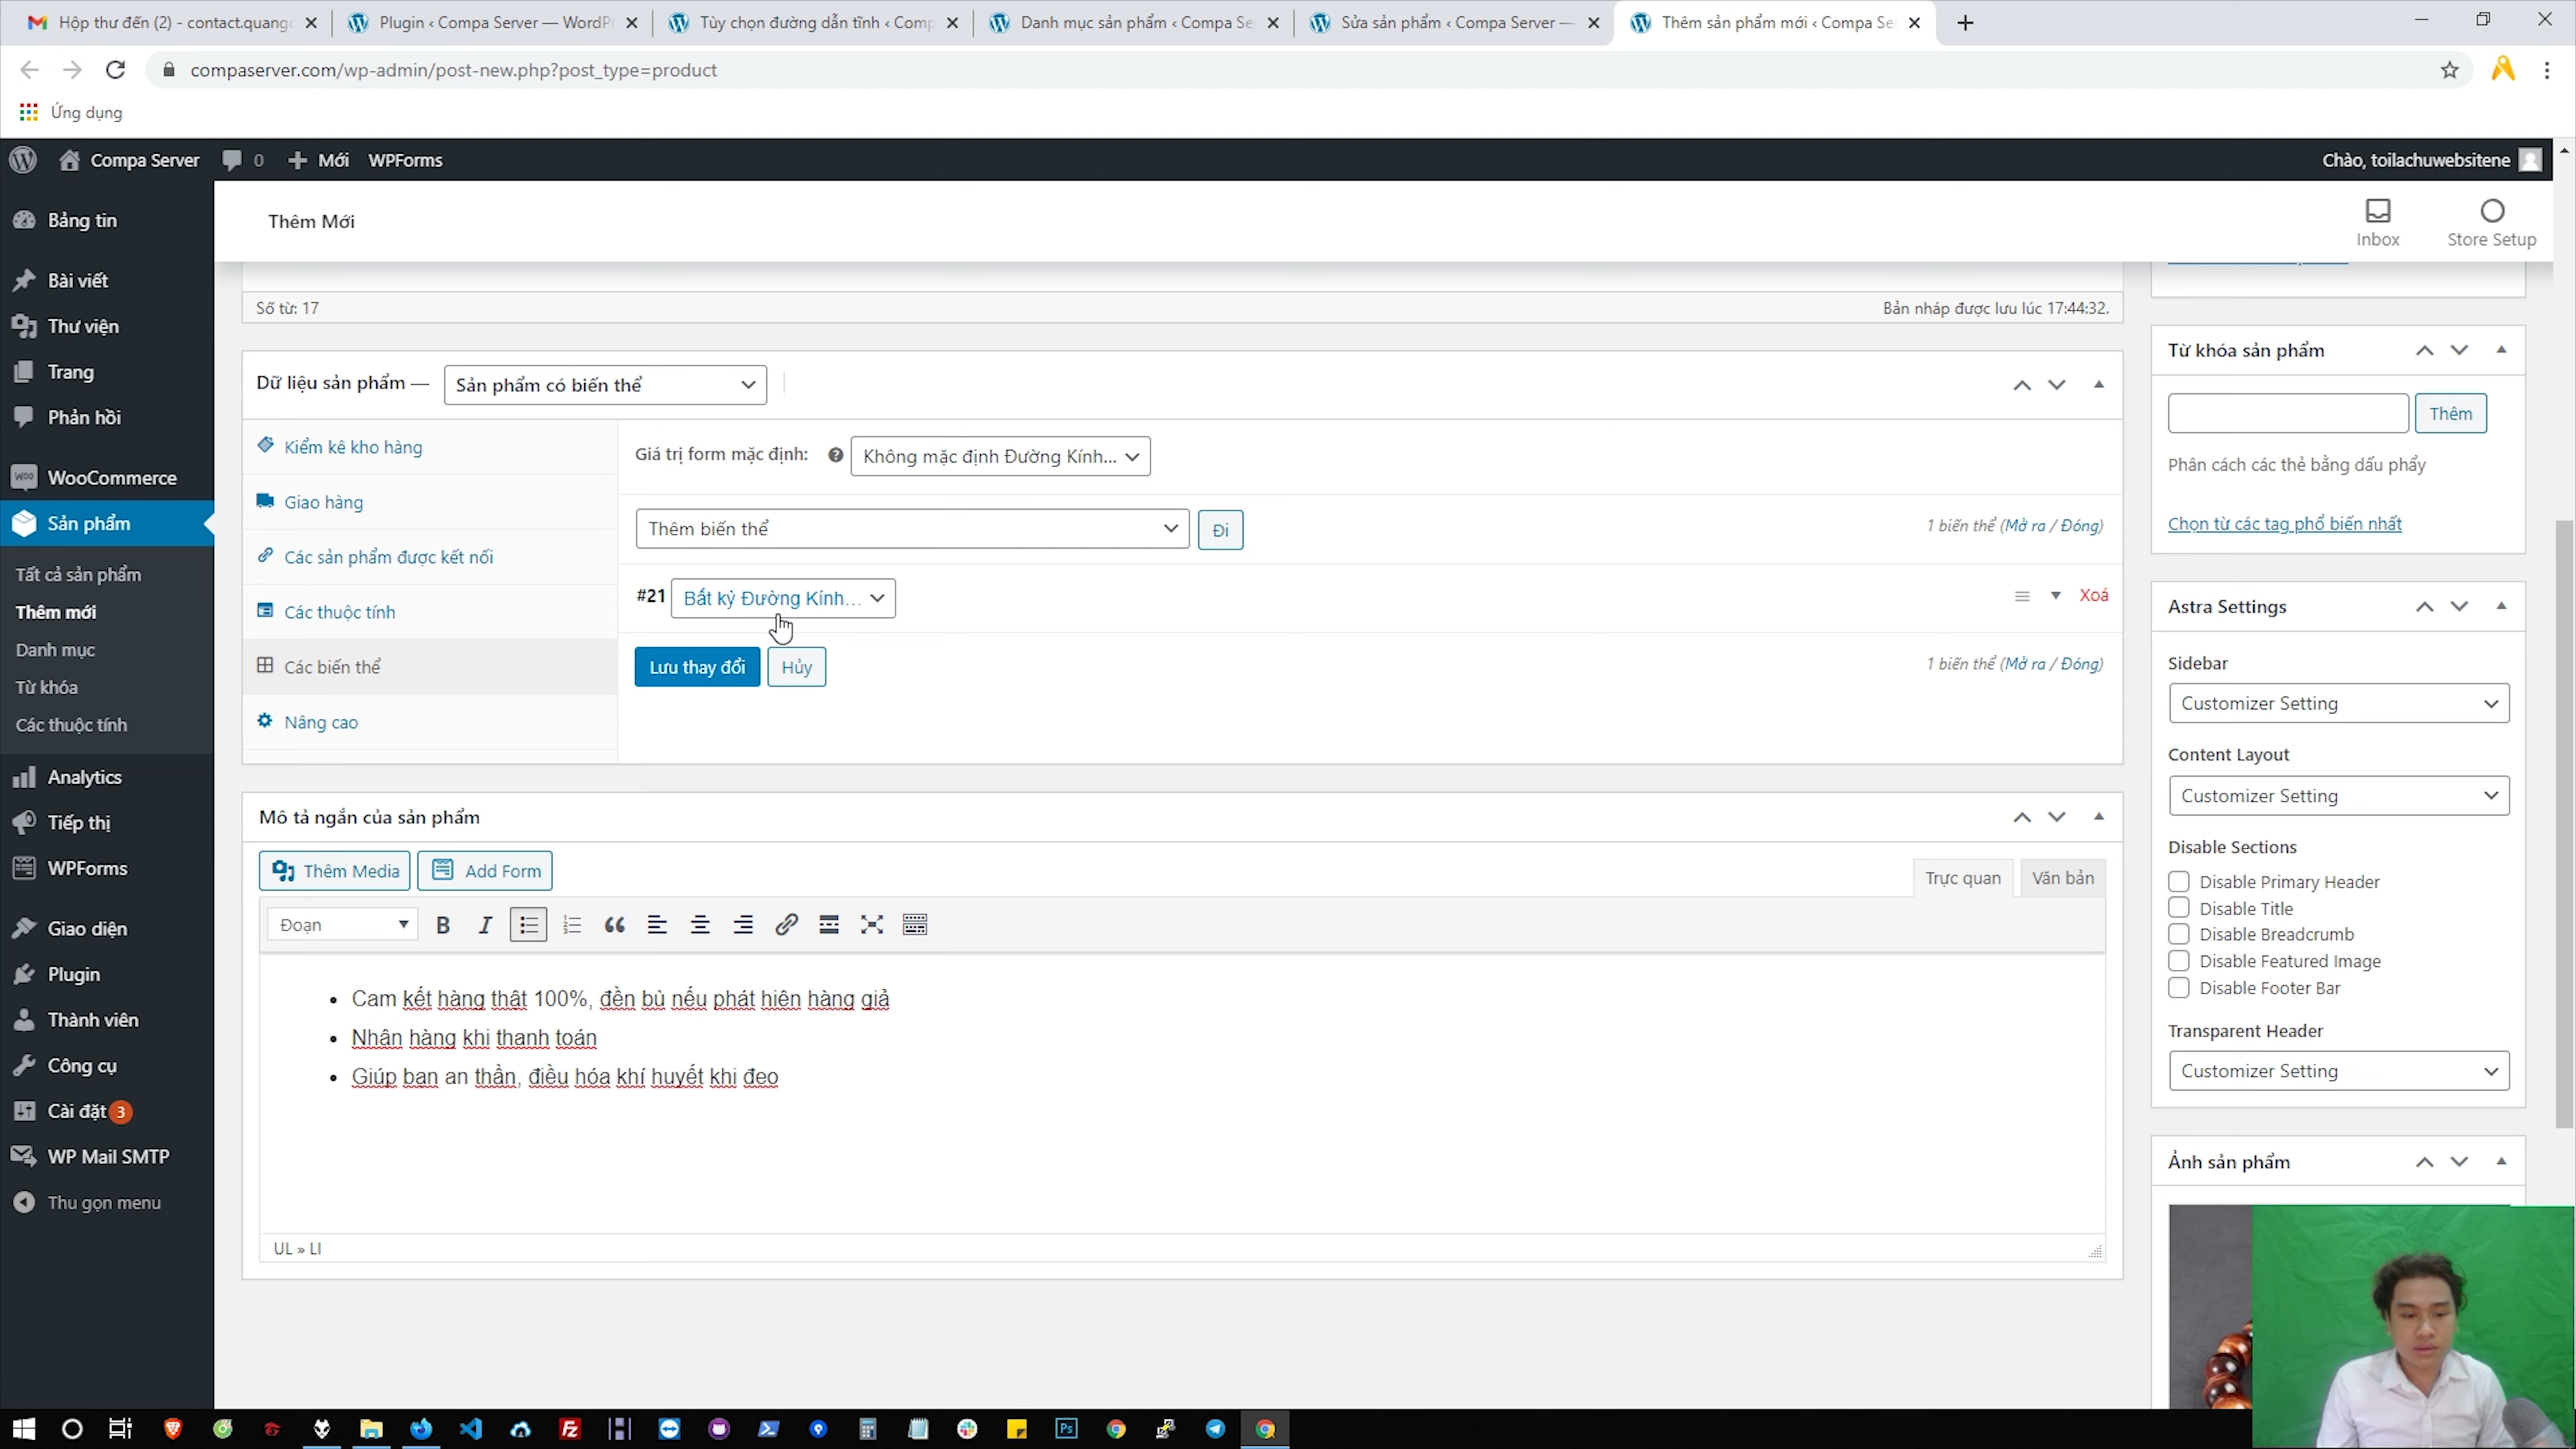 Hộp thư đến (2) - contact.quang
Plugin ‹ Compa Server — WordPr
Tùy chọn đường dẫn tĩnh ‹ Comp
Danh mục sản phẩm ‹ Compa Se
Sửa sản phẩm ‹ Compa Server —
Thêm sản phẩm mới ‹ Compa Se
compaserver.com/wp-admin/post-new.php?post_type=product
Ứng dụng
Compa Server
0
Mới
WPForms
Chào, toilachuwebsitene
Bảng tin
Bài viết
Thư viện
Trang
Phản hồi
WooCommerce
Sản phẩm
Tất cả sản phẩm
Thêm mới
Danh mục
Từ khóa
Các thuộc tính
Analytics
Tiếp thị
WPForms
Giao diện
Plugin
Thành viên
Công cụ
Cài đặt 3
WP Mail SMTP
Thu gọn menu
Thêm Mới
Inbox
Store Setup
Số từ: 17
Bản nháp được lưu lúc 17:44:32.
Dữ liệu sản phẩm —
Sản phẩm có biến thể
Kiểm kê kho hàng
Giao hàng
Các sản phẩm được kết nối
Các thuộc tính
Các biến thể
Nâng cao
Giá trị form mặc định:
Không mặc định Đường Kính...
Thêm biến thể
Đi
1 biến thể (Mở ra / Đóng)
#21
Bất kỳ Đường Kính...
Xoá
Lưu thay đổi
Hủy
1 biến thể (Mở ra / Đóng)
Mô tả ngắn của sản phẩm
Thêm Media
Add Form
Trực quan
Văn bản
Đoạn
Cam kết hàng thật 100%, đền bù nếu phát hiện hàng giả
Nhận hàng khi thanh toán
Giúp bạn an thần, điều hóa khí huyết khi đeo
UL » LI
Từ khóa sản phẩm
Thêm
Phân cách các thẻ bằng dấu phẩy
Chọn từ các tag phổ biến nhất
Astra Settings
Sidebar
Customizer Setting
Content Layout
Customizer Setting
Disable Sections
Disable Primary Header
Disable Title
Disable Breadcrumb
Disable Featured Image
Disable Footer Bar
Transparent Header
Customizer Setting
Ảnh sản phẩm